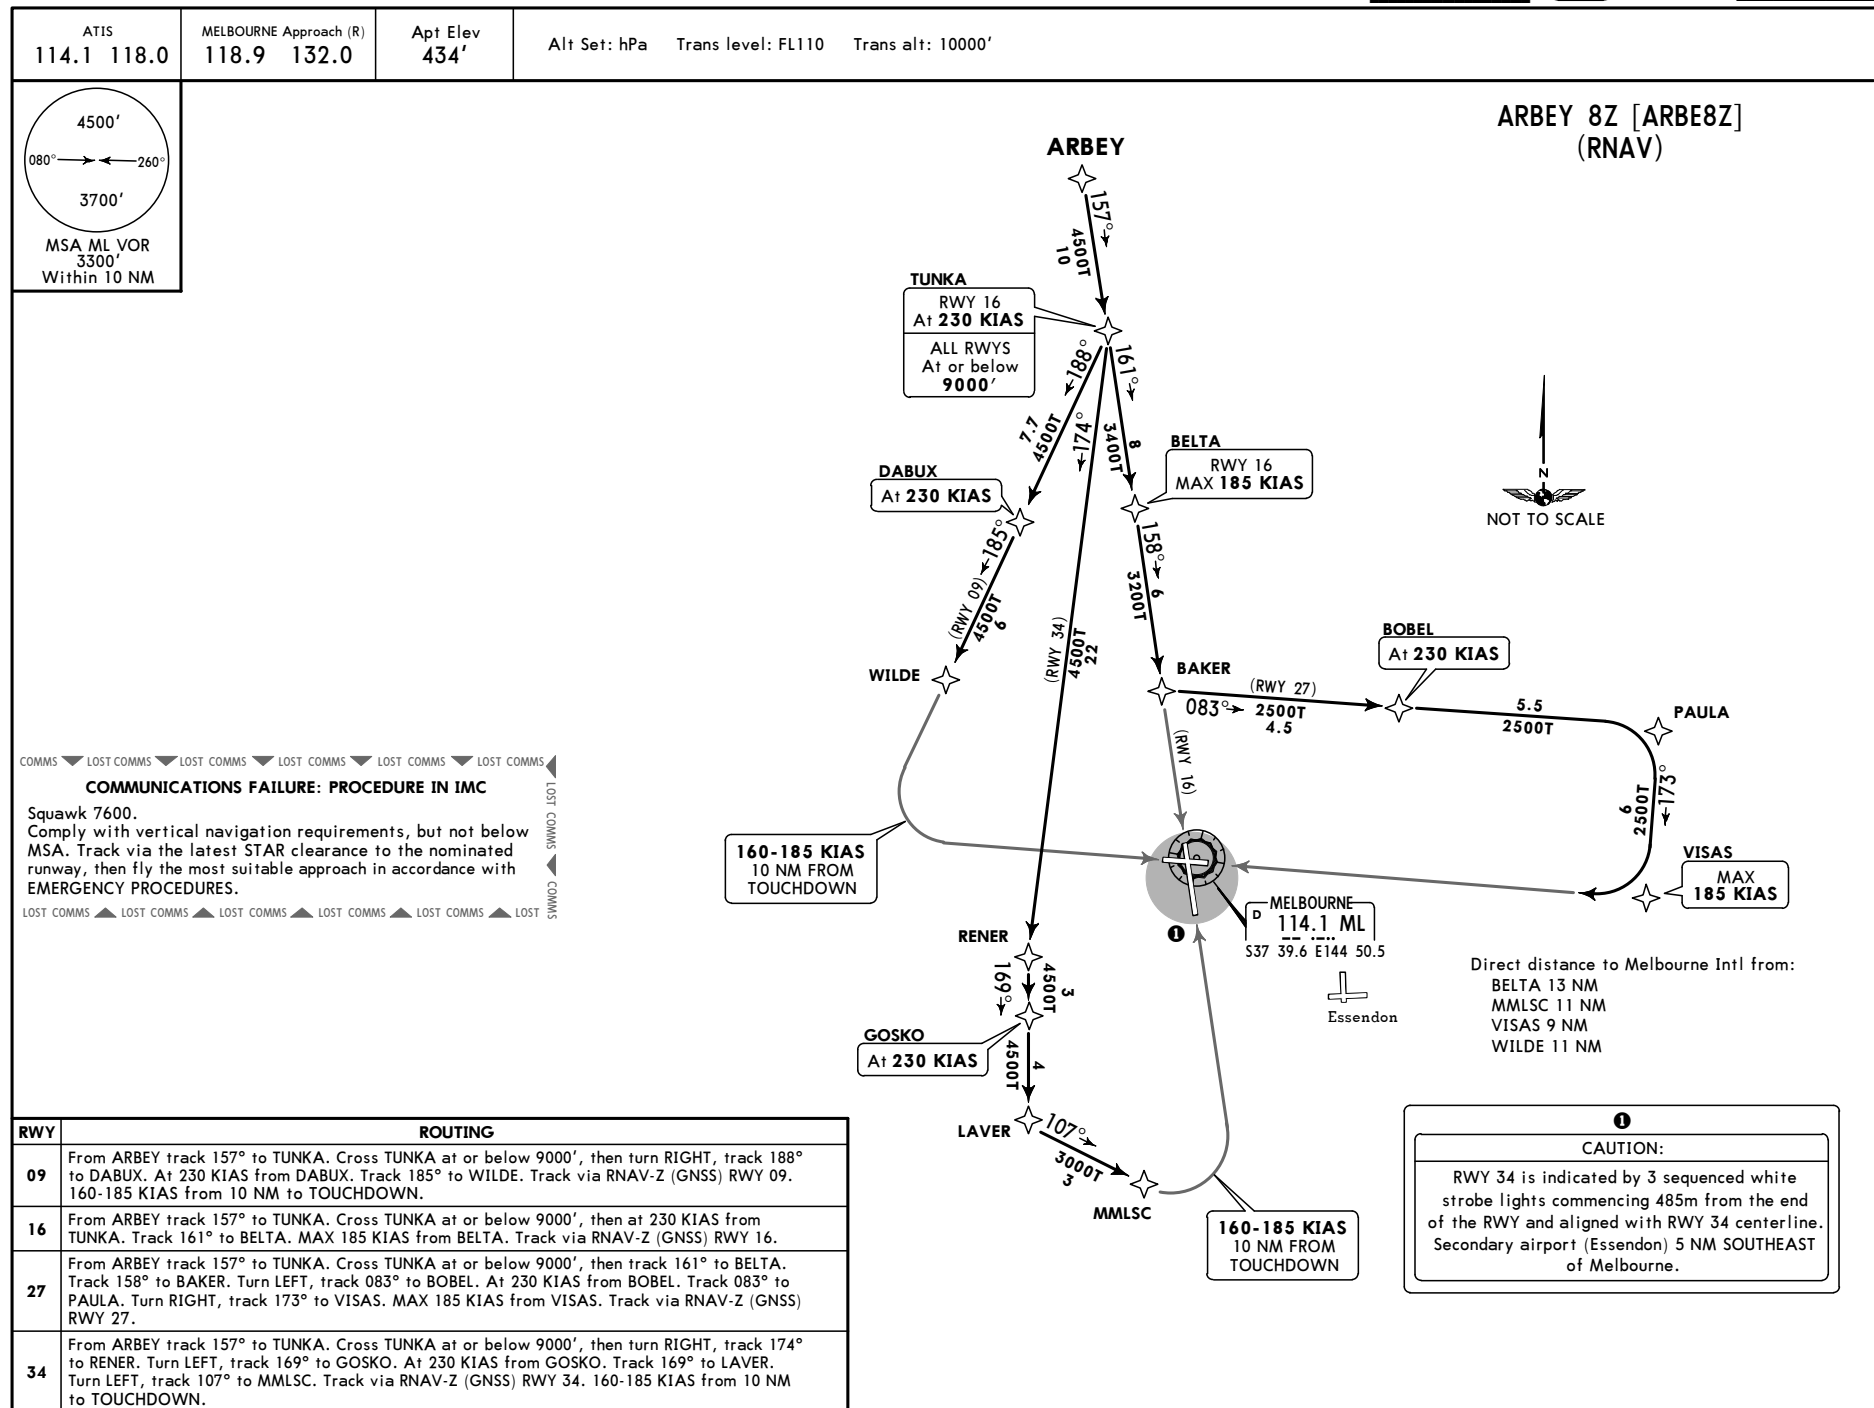 ATIS
114.1 118.0
MELBOURNE Approach (R)
118.9 132.0
Apt Elev
434'
Alt Set: hPa Trans level: FL110 Trans alt: 10000'
4500'
080° 260°
3700'
MSA ML VOR
3300'
Within 10 NM
ARBEY 8Z [ARBE8Z]
(RNAV)
ARBEY
157°
4500T
10
TUNKA
RWY 16
At 230 KIAS
ALL RWYS
At or below
9000'
188°
7.7
4500T
174°
161°
8
3400T
BELTA
RWY 16
MAX 185 KIAS
DABUX
At 230 KIAS
185°
(RWY 09)
4500T
6
158°
6
3200T
(RWY 34)
4500T
22
N
NOT TO SCALE
WILDE
BAKER
BOBEL
At 230 KIAS
(RWY 27)
083°
2500T
4.5
5.5
2500T
PAULA
173°
6
2500T
(RWY 16)
VISAS
MAX
185 KIAS
160-185 KIAS
10 NM FROM
TOUCHDOWN
COMMS LOST COMMS LOST COMMS LOST COMMS LOST COMMS LOST COMMS
LOST COMMS
COMMS
COMMUNICATIONS FAILURE: PROCEDURE IN IMC
Squawk 7600.
Comply with vertical navigation requirements, but not below
MSA. Track via the latest STAR clearance to the nominated
runway, then fly the most suitable approach in accordance with
EMERGENCY PROCEDURES.
LOST COMMS LOST COMMS LOST COMMS LOST COMMS LOST COMMS LOST
MELBOURNE
D 114.1 ML
S37 39.6 E144 50.5
1
Essendon
RENER
169°
3
4500T
GOSKO
At 230 KIAS
4
4500T
LAVER
107°
3000T
3
MMLSC
160-185 KIAS
10 NM FROM
TOUCHDOWN
Direct distance to Melbourne Intl from:
BELTA 13 NM
MMLSC 11 NM
VISAS 9 NM
WILDE 11 NM
1
CAUTION:
RWY 34 is indicated by 3 sequenced white
strobe lights commencing 485m from the end
of the RWY and aligned with RWY 34 centerline.
Secondary airport (Essendon) 5 NM SOUTHEAST
of Melbourne.
RWY ROUTING
09
From ARBEY track 157° to TUNKA. Cross TUNKA at or below 9000', then turn RIGHT, track 188°
to DABUX. At 230 KIAS from DABUX. Track 185° to WILDE. Track via RNAV-Z (GNSS) RWY 09.
160-185 KIAS from 10 NM to TOUCHDOWN.
16
From ARBEY track 157° to TUNKA. Cross TUNKA at or below 9000', then at 230 KIAS from
TUNKA. Track 161° to BELTA. MAX 185 KIAS from BELTA. Track via RNAV-Z (GNSS) RWY 16.
27
From ARBEY track 157° to TUNKA. Cross TUNKA at or below 9000', then track 161° to BELTA.
Track 158° to BAKER. Turn LEFT, track 083° to BOBEL. At 230 KIAS from BOBEL. Track 083° to
PAULA. Turn RIGHT, track 173° to VISAS. MAX 185 KIAS from VISAS. Track via RNAV-Z (GNSS)
RWY 27.
34
From ARBEY track 157° to TUNKA. Cross TUNKA at or below 9000', then turn RIGHT, track 174°
to RENER. Turn LEFT, track 169° to GOSKO. At 230 KIAS from GOSKO. Track 169° to LAVER.
Turn LEFT, track 107° to MMLSC. Track via RNAV-Z (GNSS) RWY 34. 160-185 KIAS from 10 NM
to TOUCHDOWN.